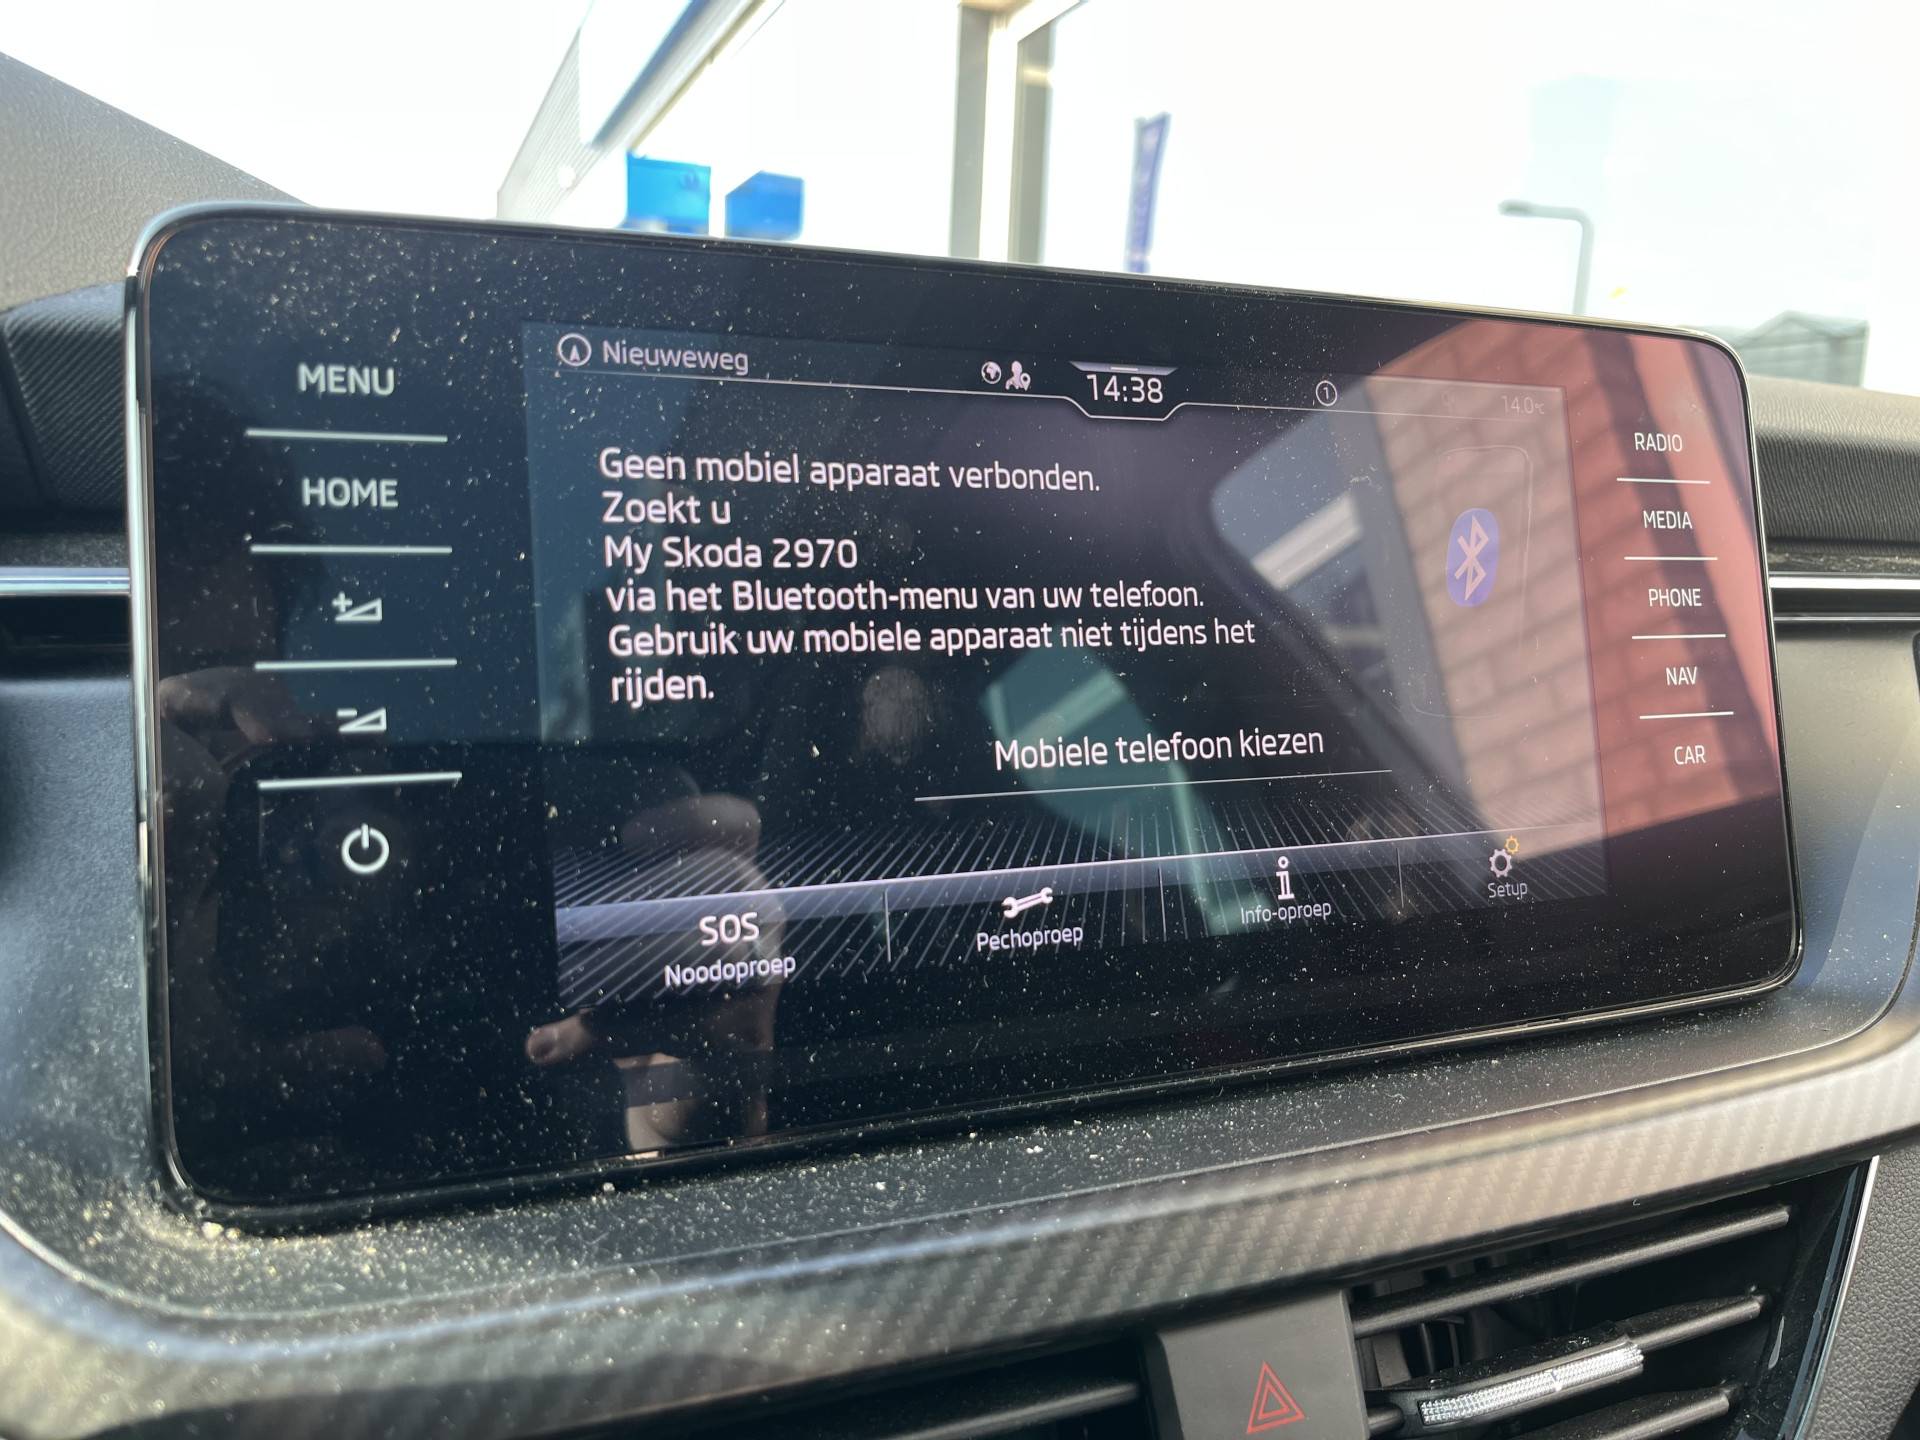 MENU
HOME
Nieuweweg
14:38
1
14.0°C
Geen mobiel apparaat verbonden.
Zoekt u
My Skoda 2970
via het Bluetooth-menu van uw telefoon.
Gebruik uw mobiele apparaat niet tijdens het
rijden.
Mobiele telefoon kiezen
SOS
Noodoproep
Pechoproep
Info-oproep
Setup
RADIO
MEDIA
PHONE
NAV
CAR